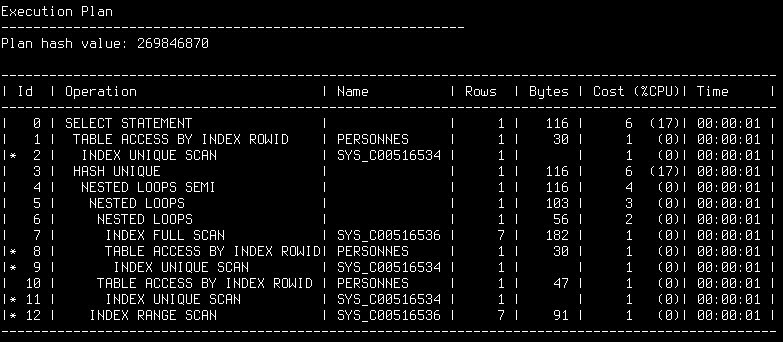 Execution Plan
----------------------------------------------------------
Plan hash value: 269846870
-------------------------------------------------------------------------------------------------
| Id  | Operation                       | Name         | Rows  | Bytes | Cost (%CPU)| Time     |
-------------------------------------------------------------------------------------------------
|   0 | SELECT STATEMENT                |              |     1 |   116 |     6  (17)| 00:00:01 |
|   1 |  TABLE ACCESS BY INDEX ROWID    | PERSONNES    |     1 |    30 |     1   (0)| 00:00:01 |
|*  2 |   INDEX UNIQUE SCAN             | SYS_C00516534 |     1 |       |     1   (0)| 00:00:01 |
|   3 |  HASH UNIQUE                    |              |     1 |   116 |     6  (17)| 00:00:01 |
|   4 |   NESTED LOOPS SEMI             |              |     1 |   116 |     4   (0)| 00:00:01 |
|   5 |    NESTED LOOPS                 |              |     1 |   103 |     3   (0)| 00:00:01 |
|   6 |     NESTED LOOPS                |              |     1 |    56 |     2   (0)| 00:00:01 |
|   7 |      INDEX FULL SCAN            | SYS_C00516536 |     7 |   182 |     1   (0)| 00:00:01 |
|*  8 |      TABLE ACCESS BY INDEX ROWID| PERSONNES    |     1 |    30 |     1   (0)| 00:00:01 |
|*  9 |       INDEX UNIQUE SCAN         | SYS_C00516534 |     1 |       |     1   (0)| 00:00:01 |
|  10 |     TABLE ACCESS BY INDEX ROWID | PERSONNES    |     1 |    47 |     1   (0)| 00:00:01 |
|* 11 |      INDEX UNIQUE SCAN          | SYS_C00516534 |     1 |       |     1   (0)| 00:00:01 |
|* 12 |    INDEX RANGE SCAN             | SYS_C00516536 |     7 |    91 |     1   (0)| 00:00:01 |
-------------------------------------------------------------------------------------------------